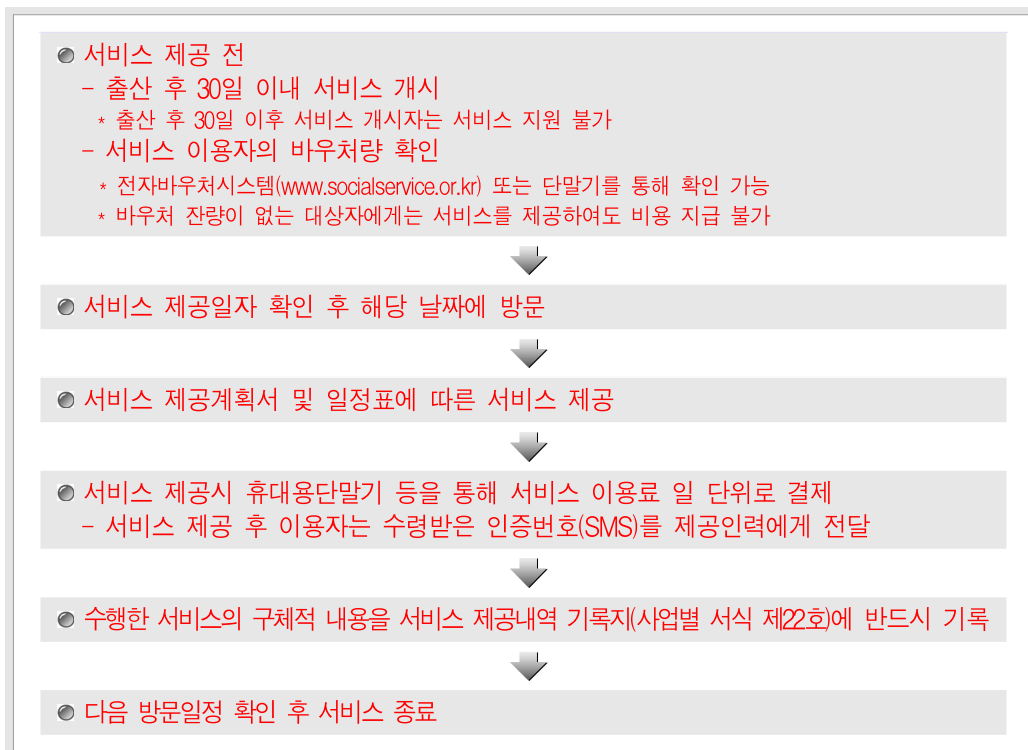 서비스 제공 전
- 출산 후 30일 이내 서비스 개시
* 출산 후 30일 이후 서비스 개시자는 서비스 지원 불가
- 서비스 이용자의 바우처량 확인
* 전자바우처시스템(www.socialservice.or.kr) 또는 단말기를 통해 확인 가능
* 바우처 잔량이 없는 대상자에게는 서비스를 제공하여도 비용 지급 불가
서비스 제공일자 확인 후 해당 날짜에 방문
서비스 제공계획서 및 일정표에 따른 서비스 제공
서비스 제공시 휴대용단말기 등을 통해 서비스 이용료 일 단위로 결제
- 서비스 제공 후 이용자는 수령받은 인증번호(SMS)를 제공인력에게 전달
수행한 서비스의 구체적 내용을 서비스 제공내역 기록지(사업별 서식 제22호)에 반드시 기록
다음 방문일정 확인 후 서비스 종료